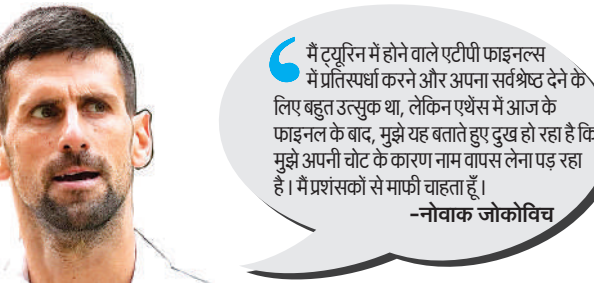 मैं ट्यूरिन में होने वाले एटीपी फाइनल्स
में प्रतिस्पर्धा करने और अपना सर्वश्रेष्ठ देने के
लिए बहुत उत्सुक था, लेकिन एथेंस में आज के
फाइनल के बाद, मुझे यह बताते हुए दुख हो रहा है कि
मुझे अपनी चोट के कारण नाम वापस लेना पड़ रहा
है। मैं प्रशंसकों से माफी चाहता हूँ।
-नोवाक जोकोविच